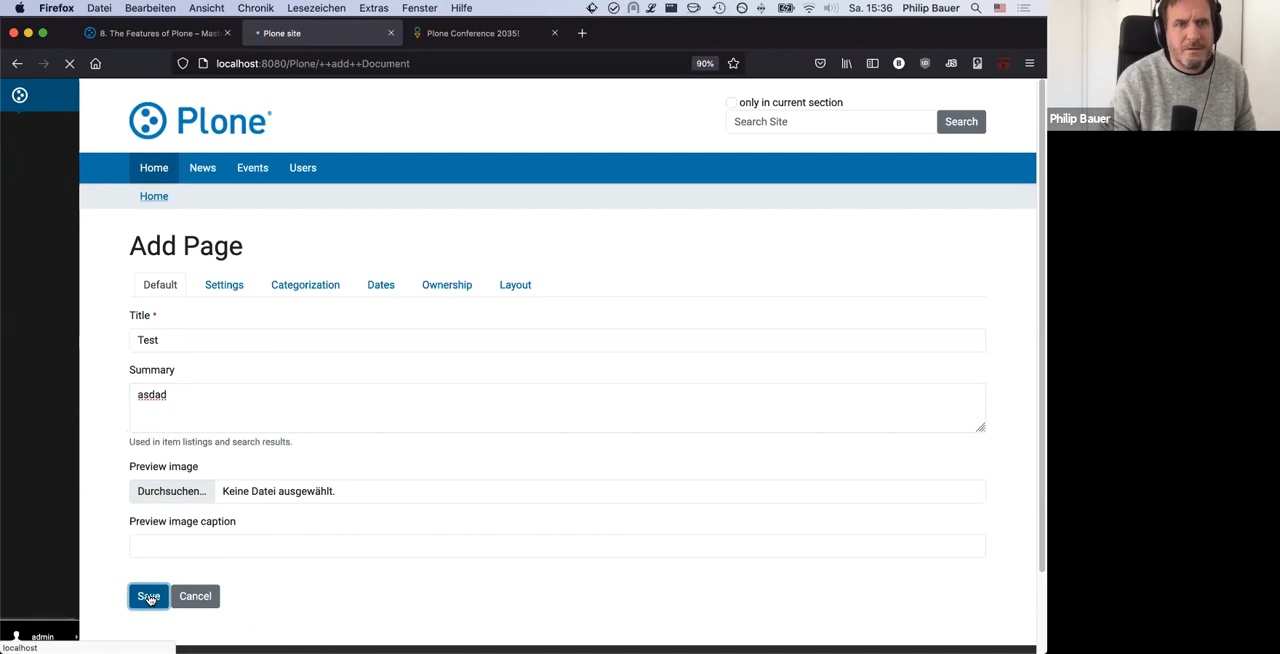 Firefox Datei Bearbeiten Ansicht Chronik Lesezeichen Extras Fenster Hilfe Sa. 15:36 Philip Bauer
8. The Features of Plone – Mast
Plone site
Plone Conference 2035!
localhost:8080/Plone/++add++Document
90%
Plone®
only in current section
Search Site
Search
Home News Events Users
Home
Add Page
Default Settings Categorization Dates Ownership Layout
Title •
Test
Summary
asdad
Used in item listings and search results.
Preview image
Durchsuchen... Keine Datei ausgewählt.
Preview image caption
Save Cancel
admin
localhost
Philip Bauer